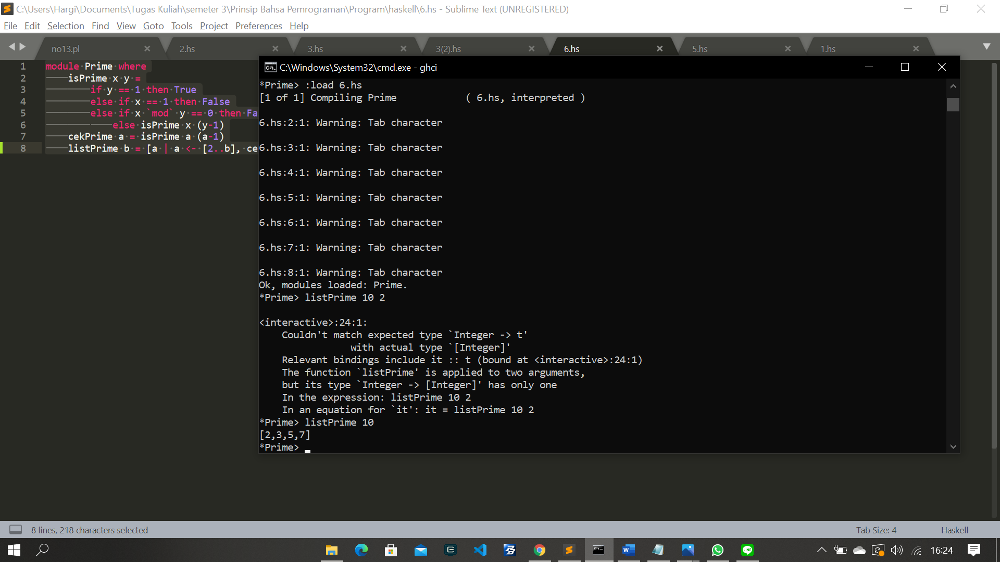 C:\Users\Hargi\Documents\Tugas Kuliah\semeter 3\Prinsip Bahsa Pemrograman\Program\haskell\6.hs - Sublime Text (UNREGISTERED)
File Edit Selection Find View Goto Tools Project Preferences Help
no13.pl 2.hs 3.hs 3(2).hs 6.hs 5.hs 1.hs
1 module Prime where
2 isPrime x y =
3 if y == 1 then True
4 else if x == 1 then False
5 else if x `mod` y == 0 then Fa
6 else isPrime x (y-1)
7 cekPrime a = isPrime a (a-1)
8 listPrime b = [a | a <- [2..b], ce
C:\Windows\System32\cmd.exe - ghci
*Prime> :load 6.hs
[1 of 1] Compiling Prime ( 6.hs, interpreted )
6.hs:2:1: Warning: Tab character
6.hs:3:1: Warning: Tab character
6.hs:4:1: Warning: Tab character
6.hs:5:1: Warning: Tab character
6.hs:6:1: Warning: Tab character
6.hs:7:1: Warning: Tab character
6.hs:8:1: Warning: Tab character
Ok, modules loaded: Prime.
*Prime> listPrime 10 2
<interactive>:24:1:
Couldn't match expected type `Integer -> t'
with actual type `[Integer]'
Relevant bindings include it :: t (bound at <interactive>:24:1)
The function `listPrime' is applied to two arguments,
but its type `Integer -> [Integer]' has only one
In the expression: listPrime 10 2
In an equation for `it': it = listPrime 10 2
*Prime> listPrime 10
[2,3,5,7]
*Prime>
8 lines, 218 characters selected
Tab Size: 4 Haskell
16:24